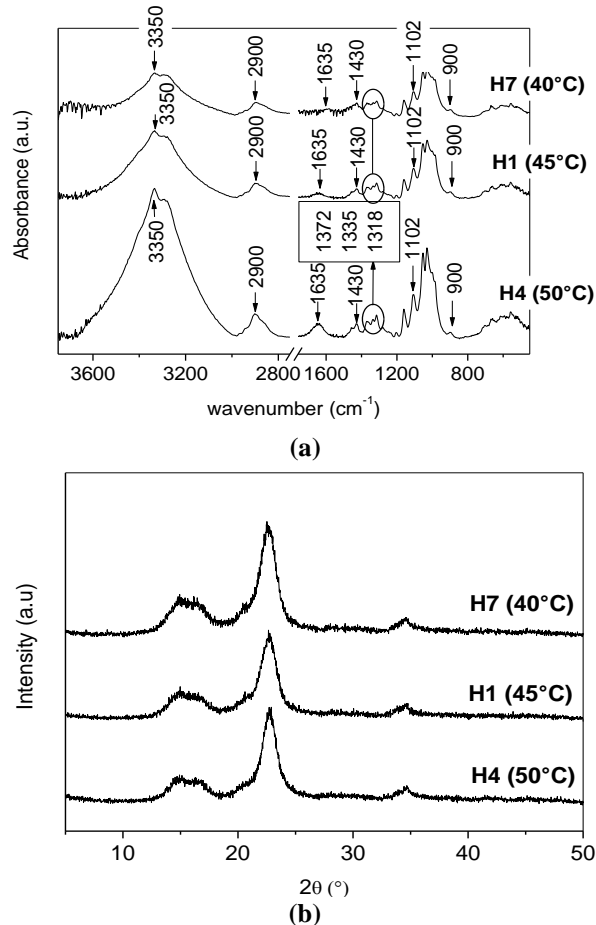 3350
2900
1635
1430
1102
900
H7 (40°C)
3350
2900
1635
1430
1102
900
H1 (45°C)
1372
1335
1318
3350
2900
1635
1430
1102
900
H4 (50°C)
Absorbance (a.u.)
3600 3200 2800 1600 1200 800
wavenumber (cm⁻¹)
(a)
H7 (40°C)
H1 (45°C)
H4 (50°C)
Intensity (a.u)
10 20 30 40 50
2θ (°)
(b)